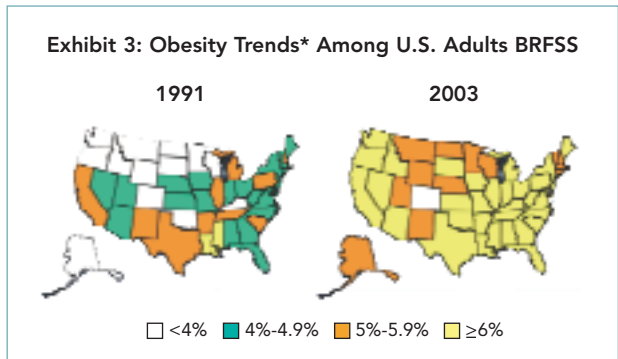 Exhibit 3: Obesity Trends* Among U.S. Adults BRFSS
1991 2003
<4% 4%-4.9% 5%-5.9% ≥6%